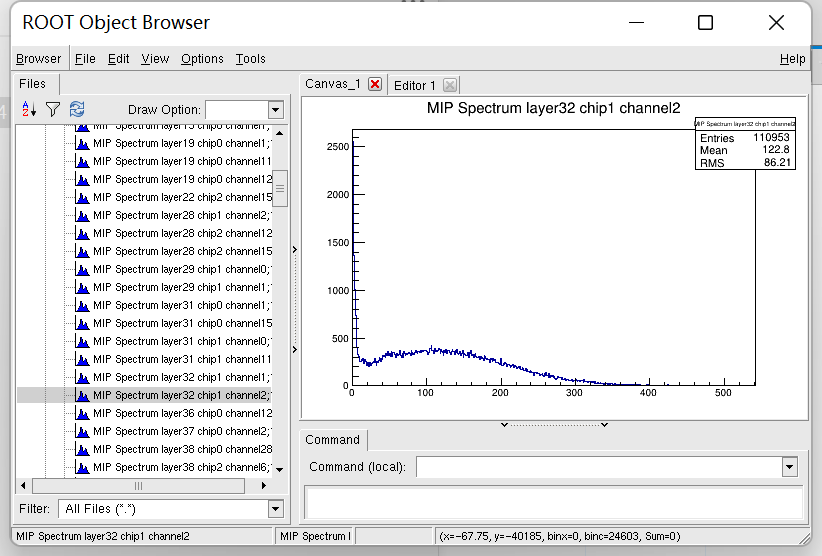 ROOT Object Browser
Browser File Edit View Options Tools Help
Files
Draw Option:
MIP Spectrum layer19 chip0 channel1;
MIP Spectrum layer19 chip0 channel11
MIP Spectrum layer19 chip0 channel12
MIP Spectrum layer22 chip2 channel15
MIP Spectrum layer28 chip1 channel2;
MIP Spectrum layer28 chip2 channel12
MIP Spectrum layer28 chip2 channel15
MIP Spectrum layer29 chip1 channel0;
MIP Spectrum layer29 chip1 channel1;
MIP Spectrum layer31 chip0 channel1;
MIP Spectrum layer31 chip0 channel15
MIP Spectrum layer31 chip1 channel0;
MIP Spectrum layer31 chip1 channel11
MIP Spectrum layer32 chip1 channel1;
MIP Spectrum layer32 chip1 channel2;
MIP Spectrum layer36 chip0 channel12
MIP Spectrum layer37 chip0 channel2;
MIP Spectrum layer38 chip0 channel28
MIP Spectrum layer38 chip2 channel6;
Filter: All Files (*.*)
Canvas_1 Editor 1
MIP Spectrum layer32 chip1 channel2
MIP Spectrum layer32 chip1 channel2
Entries 110953
Mean 122.8
RMS 86.21
2500
2000
1500
1000
500
0
0 100 200 300 400 500
Command
Command (local):
MIP Spectrum layer32 chip1 channel2 MIP Spectrum l (x=-67.75, y=-40185, binx=0, binc=24603, Sum=0)